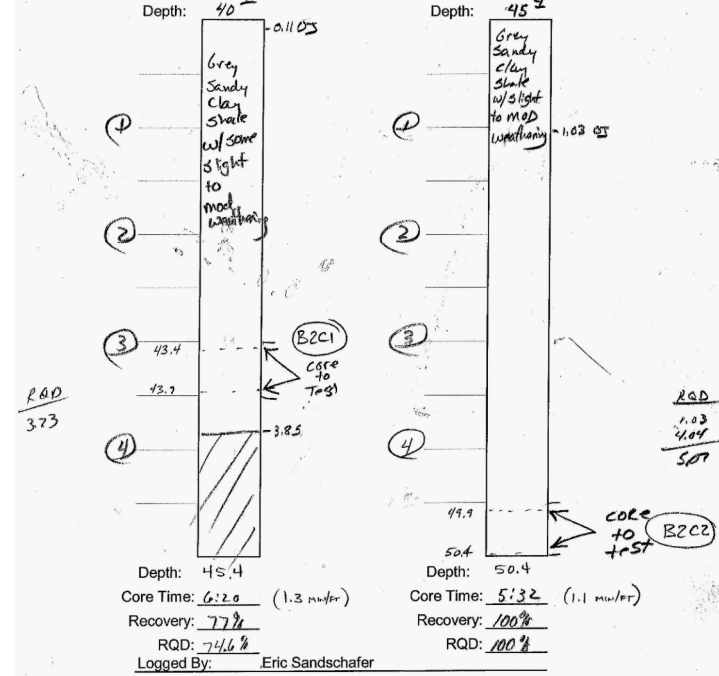 Depth: 40
0.11 OJ
Grey
Sandy
Clay
Shale
w/ some
slight
to
mod
weathering
1
2
3
4
43.4
43.9
B2C1
core
to
Test
3.85
RQD
3.73
Depth: 45.4
Core Time: 6:20 (1.3 MIN/FT)
Recovery: 77%
RQD: 74.6%
Depth: 45
Grey
Sandy
Clay
Shale
w/ slight
to MOD
weathering
1.03 OJ
1
2
3
4
RQD
1.03
4.04
49.9
50.4
core
to
test
B2C2
Depth: 50.4
Core Time: 5:32 (1.1 MIN/FT)
Recovery: 100%
RQD: 100%
Logged By: Eric Sandschafer